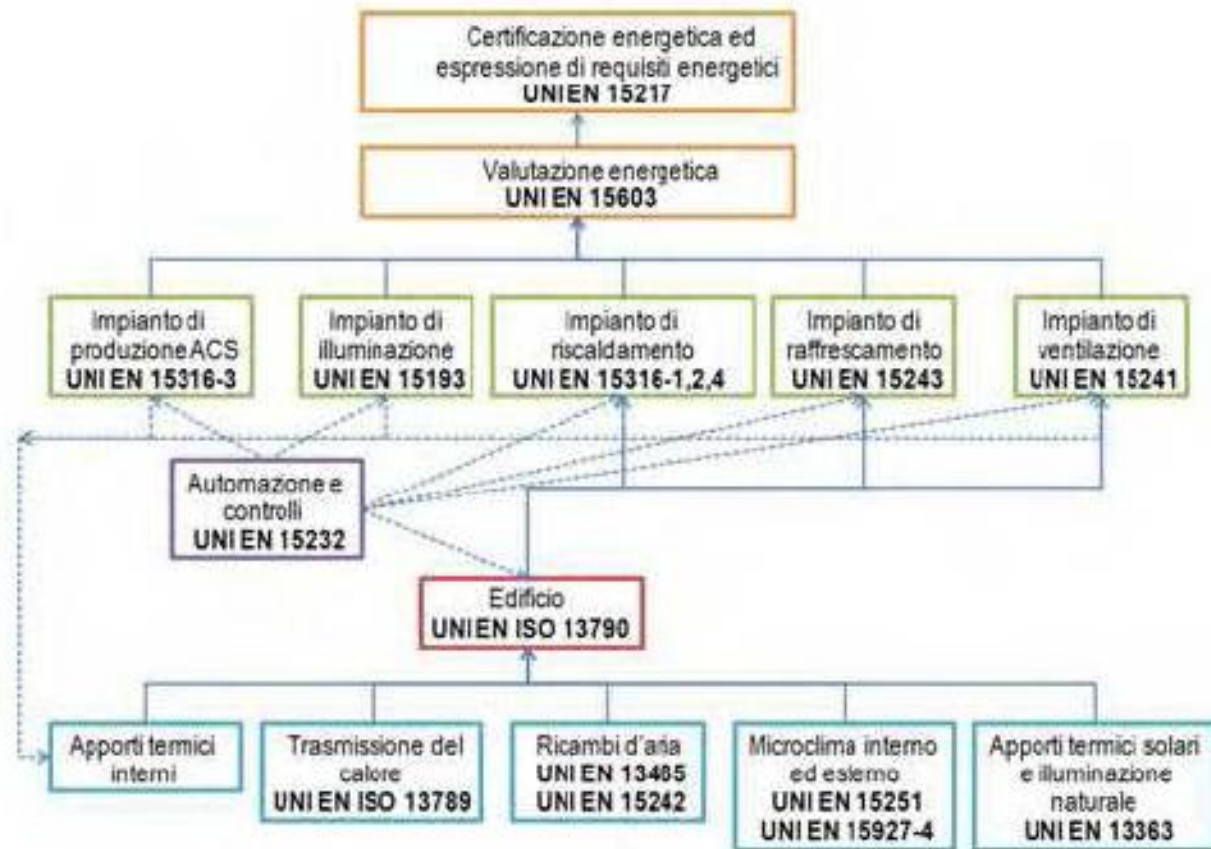 Certificazione energetica ed
espressione di requisiti energetici
UNI EN 15217
Valutazione energetica
UNI EN 15603
Impianto di
produzione ACS
UNI EN 15316-3
Impianto di
illuminazione
UNI EN 15193
Impianto di
riscaldamento
UNI EN 15316-1,2,4
Impianto di
raffrescamento
UNI EN 15243
Impianto di
ventilazione
UNI EN 15241
Automazione e
controlli
UNI EN 15232
Edificio
UNI EN ISO 13790
Apporti termici
interni
Trasmissione del
calore
UNI EN ISO 13789
Ricambi d'aria
UNI EN 13465
UNI EN 15242
Microclima interno
ed esterno
UNI EN 15251
UNI EN 15927-4
Apporti termici solari
e illuminazione
naturale
UNI EN 13363